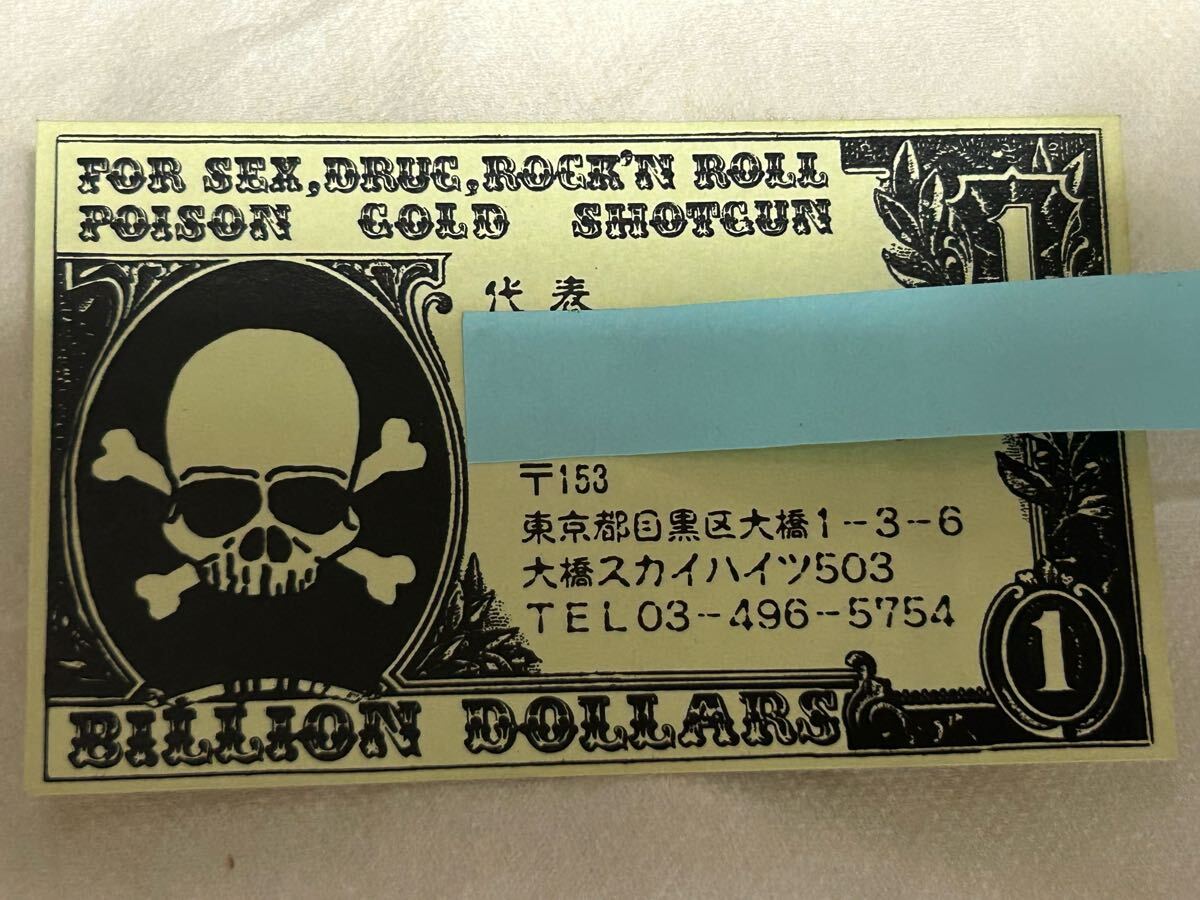 FOR SEX, DRUG, ROCK'N ROLL
POISON GOLD SHOTGUN
1
代表
〒153
東京都目黒区大橋1-3-6
大橋スカイハイツ503
TEL03-496-5754
1
BILLION DOLLARS